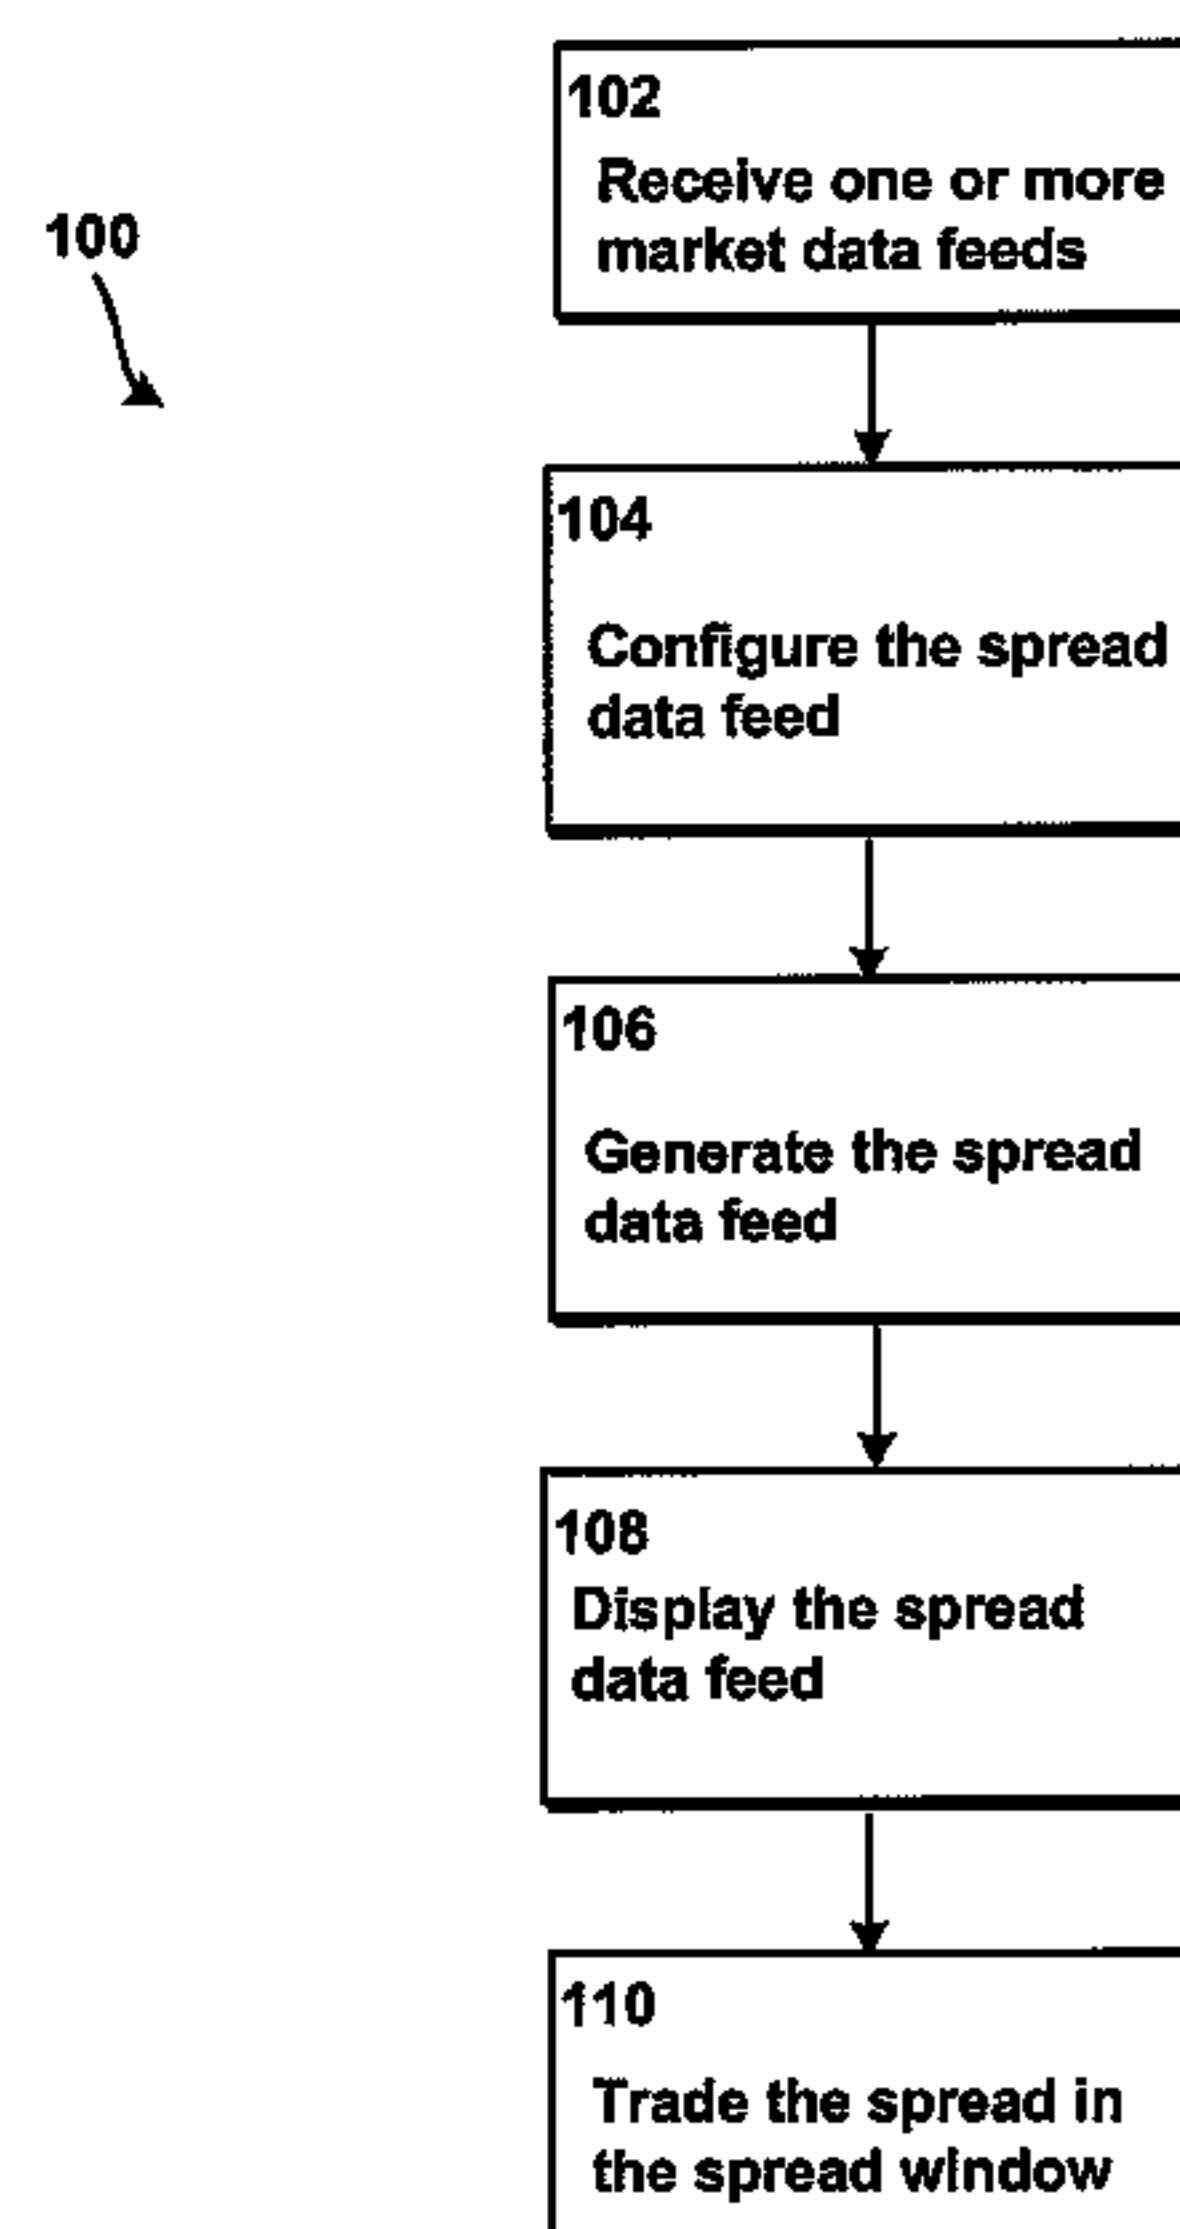 102
Receive one or more
market data feeds
100
104
Configure the spread
data feed
106
Generate the spread
data feed
108
Display the spread
data feed
110
Trade the spread in
the spread window